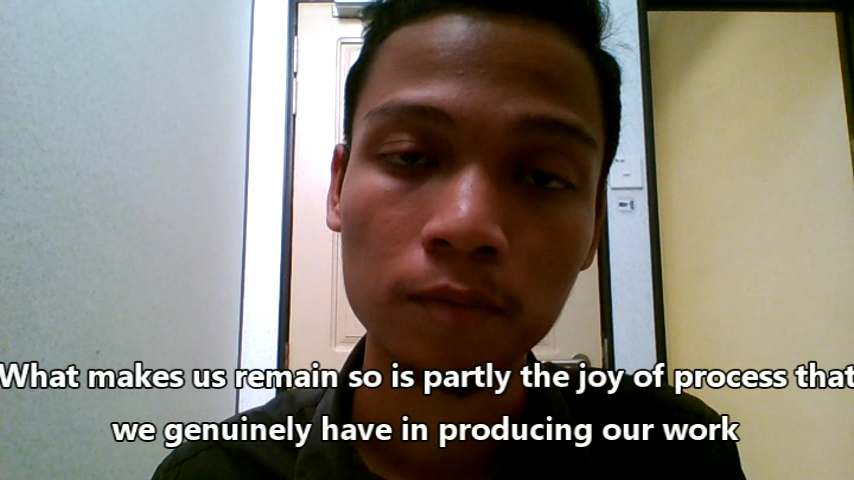 What makes us remain so is partly the joy of process that
we genuinely have in producing our work